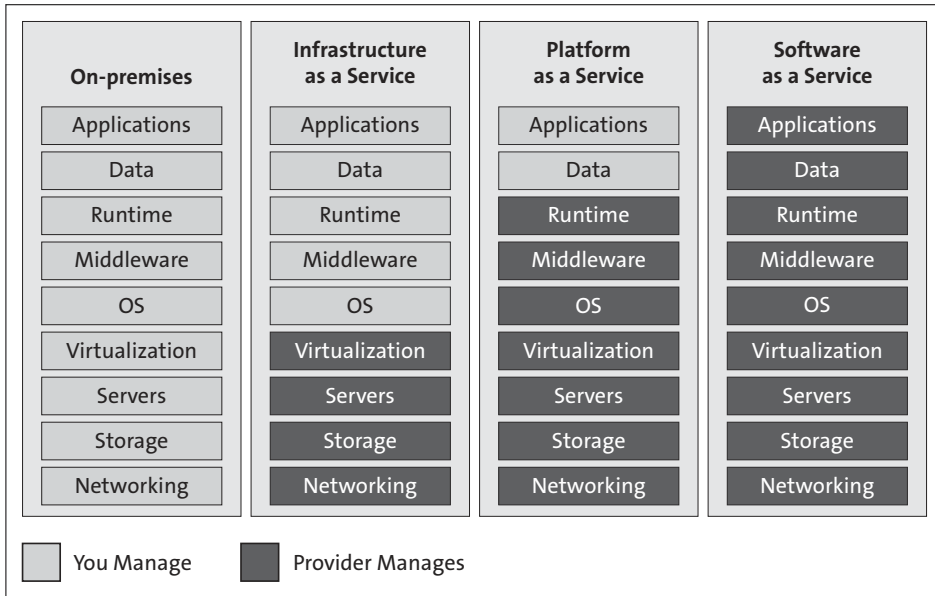 On-premises
Applications
Data
Runtime
Middleware
OS
Virtualization
Servers
Storage
Networking
Infrastructure
as a Service
Applications
Data
Runtime
Middleware
OS
Virtualization
Servers
Storage
Networking
Platform
as a Service
Applications
Data
Runtime
Middleware
OS
Virtualization
Servers
Storage
Networking
Software
as a Service
Applications
Data
Runtime
Middleware
OS
Virtualization
Servers
Storage
Networking
You Manage
Provider Manages